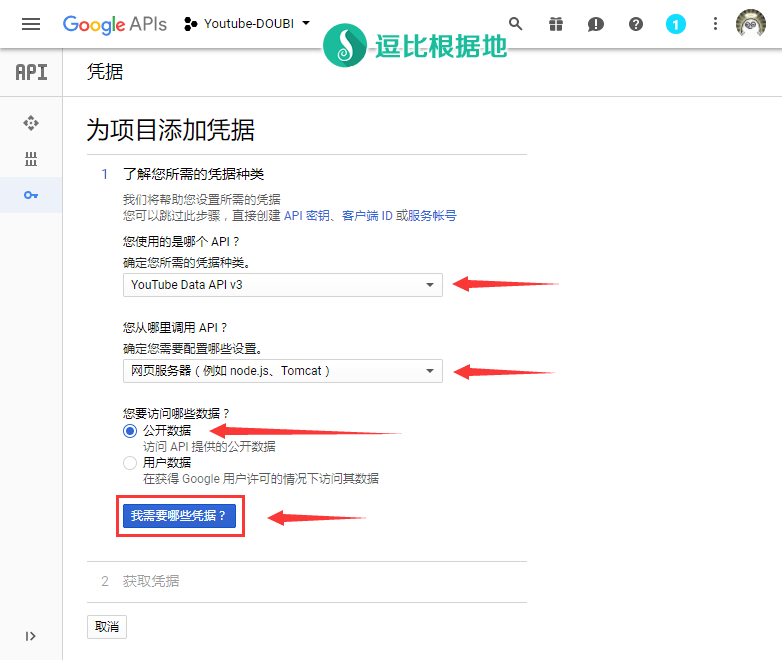 Google APIs
Youtube-DOUBI
1
逗比根据地
API
凭据
为项目添加凭据
1 了解您所需的凭据种类
我们将帮助您设置所需的凭据
您可以跳过此步骤，直接创建 API 密钥、客户端 ID 或服务帐号
您使用的是哪个 API？
确定您所需的凭据种类。
YouTube Data API v3
您从哪里调用 API？
确定您需要配置哪些设置。
网页服务器（例如 node.js、Tomcat）
您要访问哪些数据？
公开数据
访问 API 提供的公开数据
用户数据
在获得 Google 用户许可的情况下访问其数据
我需要哪些凭据？
2 获取凭据
取消